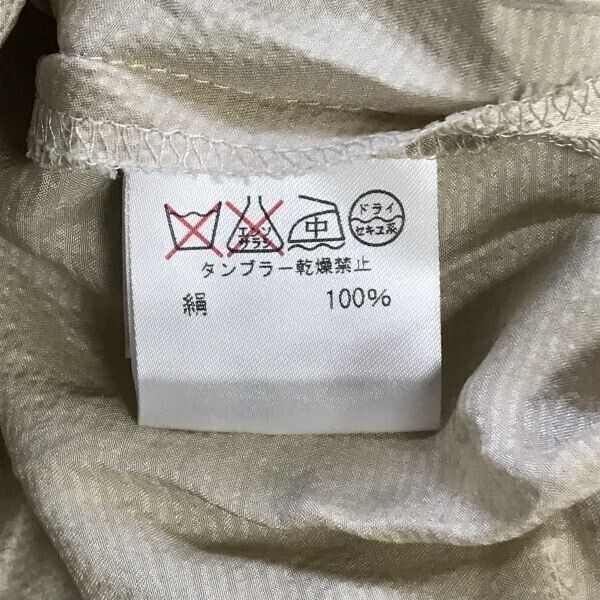 エンソ
サラシ
中
ドライ
セキユ系
タンブラー乾燥禁止
絹 100%